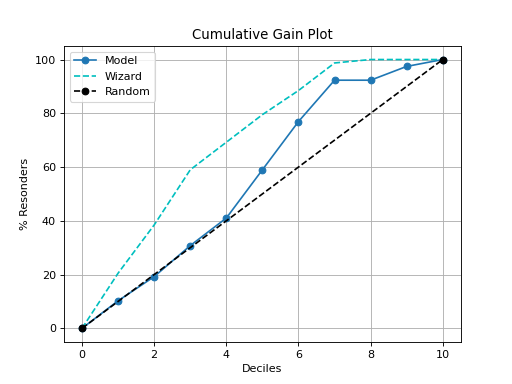 Cumulative Gain Plot
Model
Wizard
Random
100
80
60
40
20
0
% Resonders
0 2 4 6 8 10
Deciles